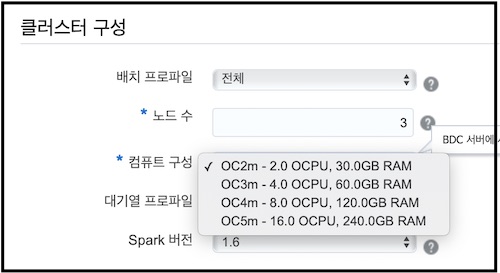 클러스터 구성
배치 프로파일
전체
* 노드 수
3
BDC 서버에
* 컴퓨트 구성
✓ OC2m - 2.0 OCPU, 30.0GB RAM
OC3m - 4.0 OCPU, 60.0GB RAM
OC4m - 8.0 OCPU, 120.0GB RAM
OC5m - 16.0 OCPU, 240.0GB RAM
대기열 프로파일
Spark 버전
1.6